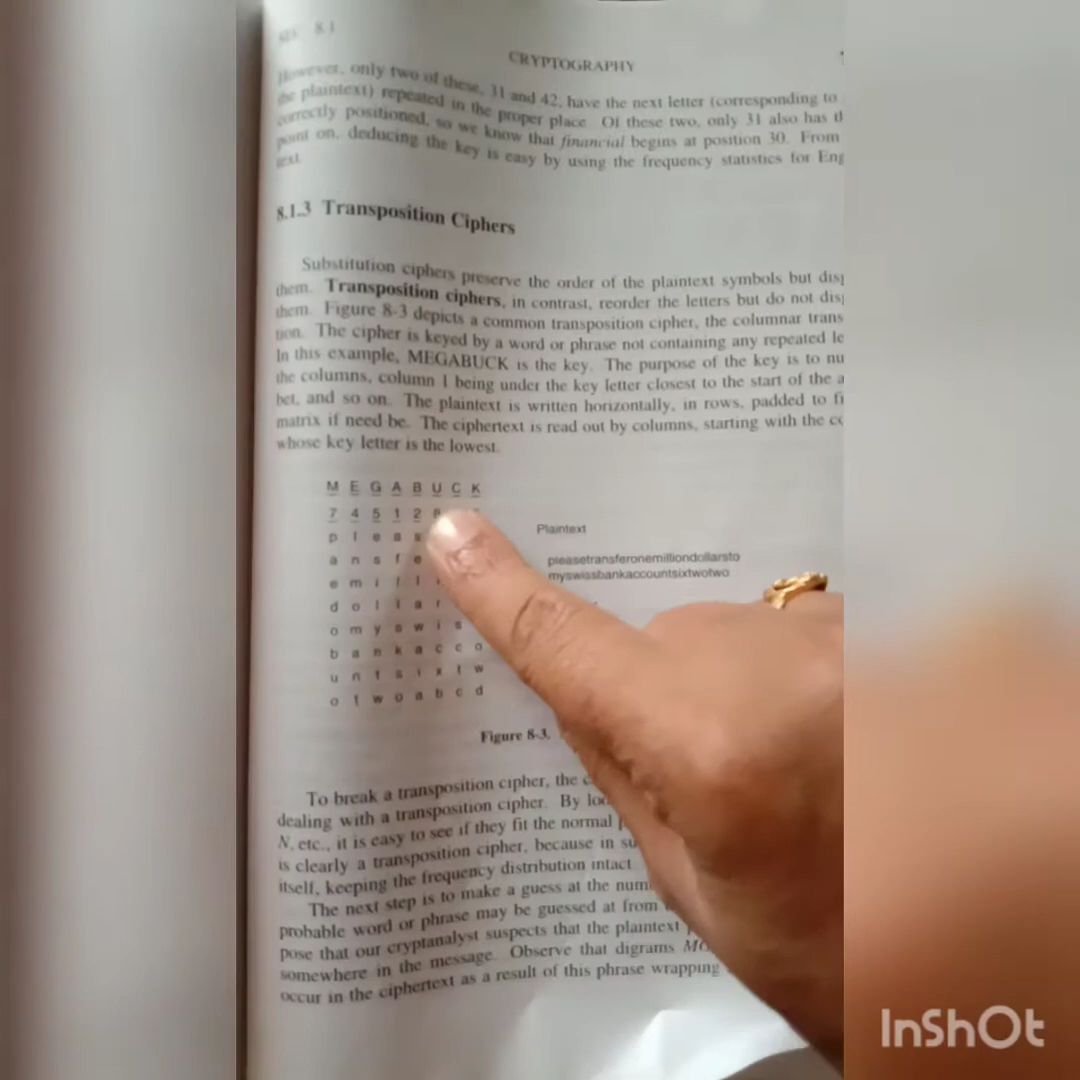 SEC 8.1
CRYPTOGRAPHY
However, only two of these, 31 and 42, have the next letter (corresponding to
the plaintext) repeated in the proper place. Of these two, only 31 also has
correctly positioned, so we know that financial begins at position 30. From
point on, deducing the key is easy by using the frequency statistics for Eng
text.
8.1.3 Transposition Ciphers
Substitution ciphers preserve the order of the plaintext symbols but dis
them. Transposition ciphers, in contrast, reorder the letters but do not dis
them. Figure 8-3 depicts a common transposition cipher, the columnar trans
tion. The cipher is keyed by a word or phrase not containing any repeated le
In this example, MEGABUCK is the key. The purpose of the key is to nu
the columns, column 1 being under the key letter closest to the start of the a
bet, and so on. The plaintext is written horizontally, in rows, padded to fi
matrix if need be. The ciphertext is read out by columns, starting with the co
whose key letter is the lowest.
M E G A B U C K
7 4 5 1 2 8
p l e a s
a n s f e
e m i l l i
d o l l a r
o m y s w i s
b a n k a c c o
u n t s i x t w
o t w o a b c d
Plaintext
pleasetransferonemilliondollarsto
myswissbankaccountsixtwotwo
Figure 8-3.
To break a transposition cipher, the c
dealing with a transposition cipher. By loo
N, etc., it is easy to see if they fit the normal p
is clearly a transposition cipher, because in su
itself, keeping the frequency distribution intact
The next step is to make a guess at the num
probable word or phrase may be guessed at from
pose that our cryptanalyst suspects that the plaintext p
somewhere in the message. Observe that digrams MO
occur in the ciphertext as a result of this phrase wrapping
InShOt